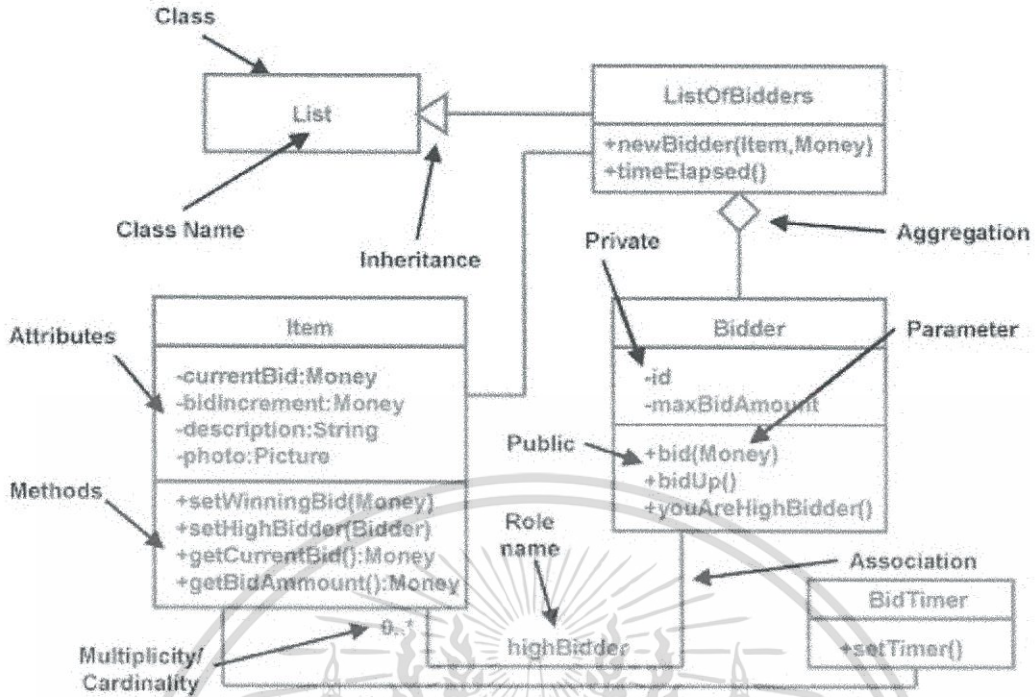 Class
List
ListOfBidders
+newBidder(Item,Money)
+timeElapsed()
Class Name
Inheritance
Private
Aggregation
Attributes
Item
-currentBid:Money
-bidIncrement:Money
-description:String
-photo:Picture
Bidder
Parameter
-id
-maxBidAmount
Public
+bid(Money)
+bidUp()
+youAreHighBidder()
Methods
+setWinningBid(Money)
+setHighBidder(Bidder)
+getCurrentBid():Money
+getBidAmmount():Money
Role
name
Association
BidTimer
+setTimer()
0..*
highBidder
Multiplicity/
Cardinality